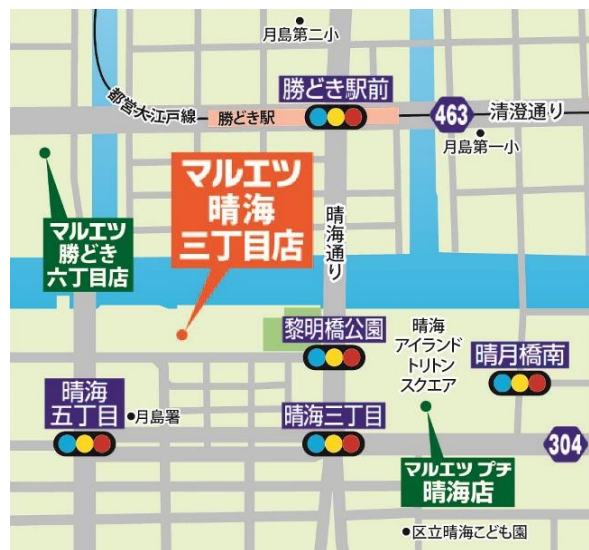 月島第二小
勝どき駅前
都営大江戸線
勝どき駅
463
清澄通り
月島第一小
マルエツ
晴海
三丁目店
マルエツ
勝どき
六丁目店
晴海通り
黎明橋公園
晴海
アイランド
トリトン
スクエア
晴月橋南
晴海
五丁目
月島署
晴海三丁目
304
マルエツ プチ
晴海店
区立晴海こども園